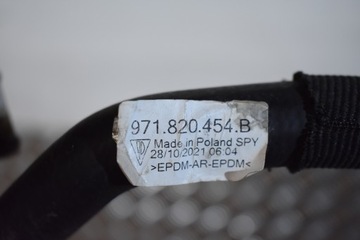 971.820.454.B
Made in Poland SPY
28/10/2021 06:04
>EPDM-AR-EPDM<